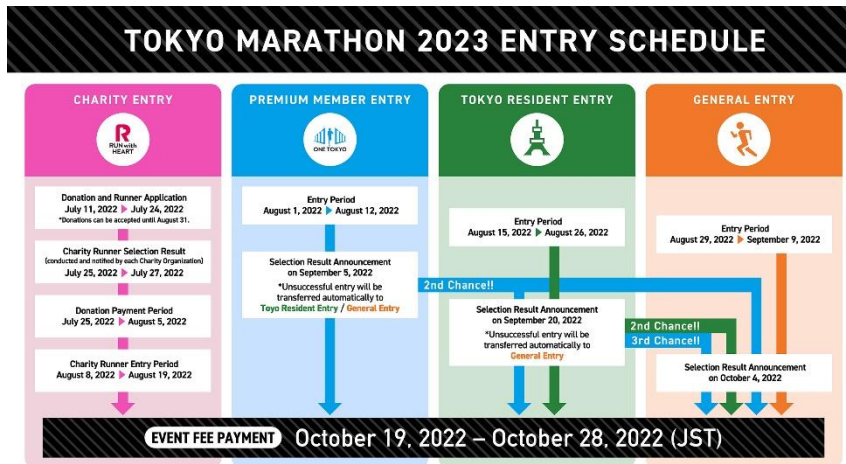 TOKYO MARATHON 2023 ENTRY SCHEDULE
CHARITY ENTRY
R
RUN with
HEART
Donation and Runner Application
July 11, 2022 ▶ July 24, 2022
*Donations can be accepted until August 31.
Charity Runner Selection Result
(conducted and notified by each Charity Organization)
July 25, 2022 ▶ July 27, 2022
Donation Payment Period
July 25, 2022 ▶ August 5, 2022
Charity Runner Entry Period
August 8, 2022 ▶ August 19, 2022
PREMIUM MEMBER ENTRY
ONE TOKYO
Entry Period
August 1, 2022 ▶ August 12, 2022
Selection Result Announcement
on September 5, 2022
*Unsuccessful entry will be
transferred automatically to
Toyo Resident Entry / General Entry
2nd Chance!!
TOKYO RESIDENT ENTRY
Entry Period
August 15, 2022 ▶ August 26, 2022
Selection Result Announcement
on September 20, 2022
*Unsuccessful entry will be
transferred automatically to
General Entry
2nd Chance!!
3rd Chance!!
GENERAL ENTRY
Entry Period
August 29, 2022 ▶ September 9, 2022
Selection Result Announcement
on October 4, 2022
EVENT FEE PAYMENT October 19, 2022 – October 28, 2022 (JST)